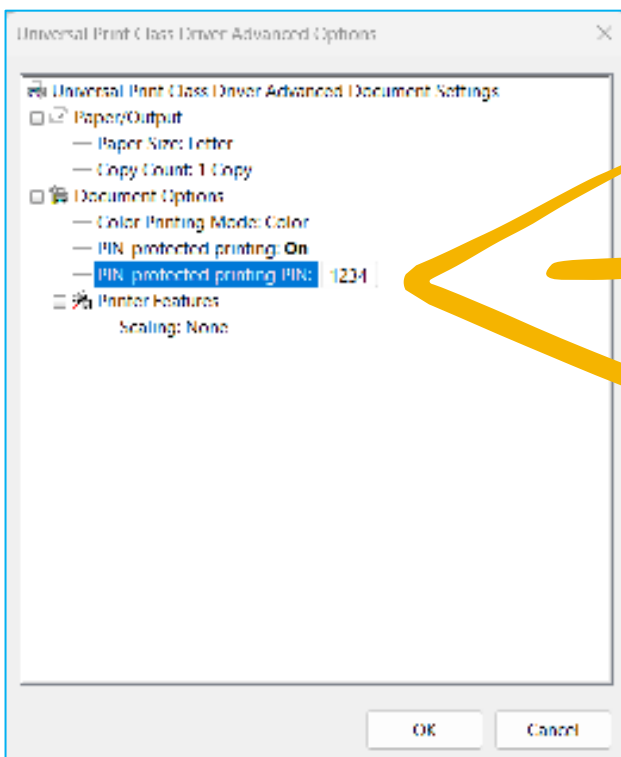 Universal Print Class Driver Advanced Options
Universal Print Class Driver Advanced Document Settings
Paper/Output
Paper Size: Letter
Copy Count: 1 Copy
Document Options
Color Printing Mode: Color
PIN-protected printing: On
PIN-protected printing PIN: 1234
Printer Features
Scaling: None
OK Cancel